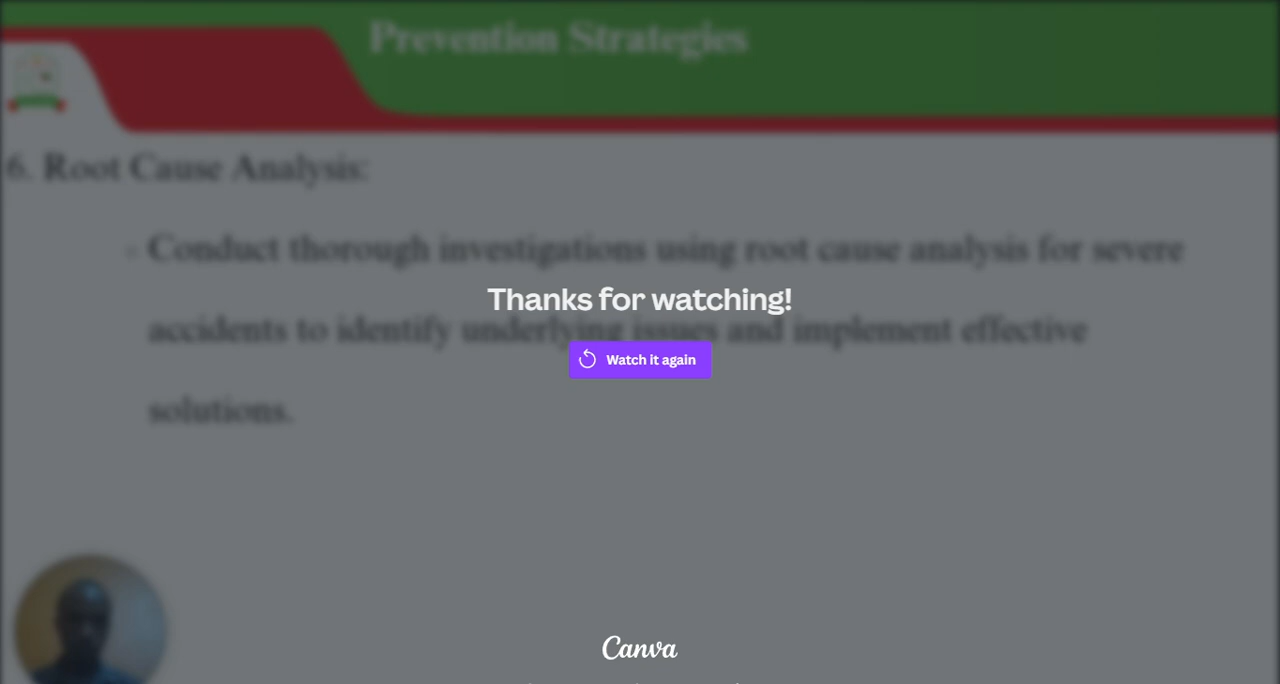 Prevention Strategies
6. Root Cause Analysis:
- Conduct thorough investigations using root cause analysis for severe
Thanks for watching!
accidents to identify underlying issues and implement effective
Watch it again
solutions.
Canva